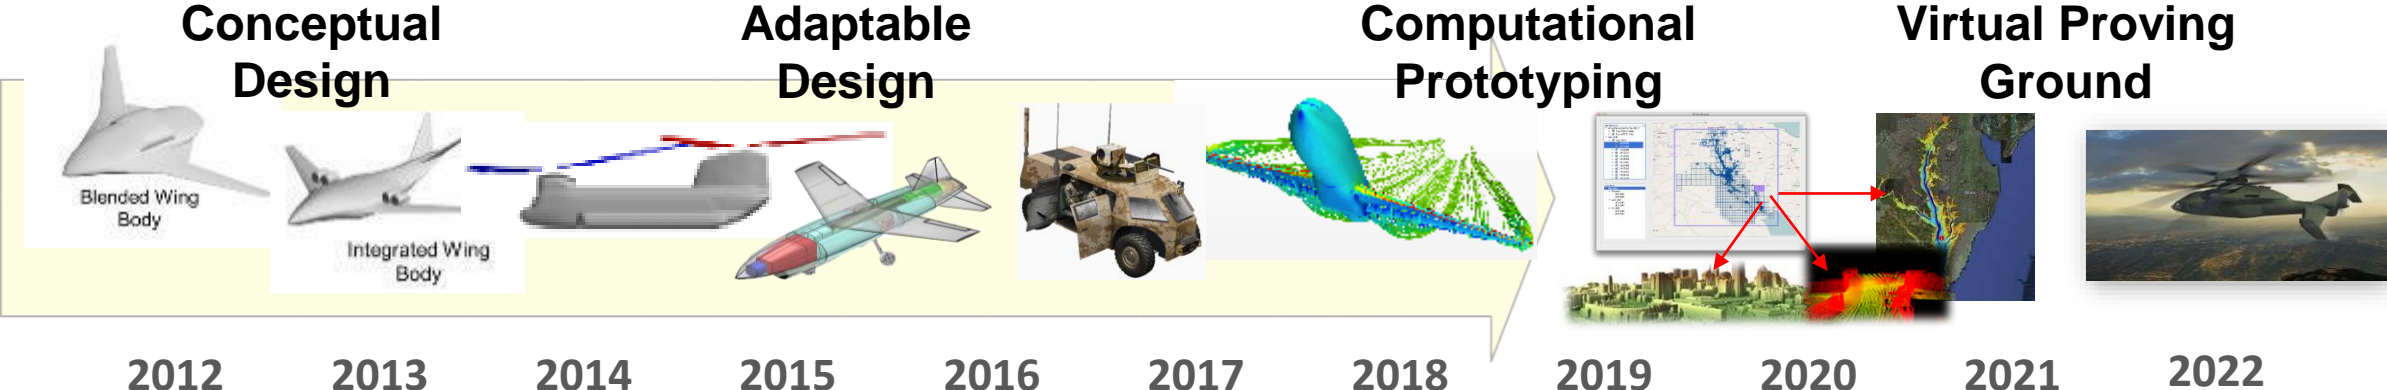 Conceptual
Design
Adaptable
Design
Computational
Prototyping
Virtual Proving
Ground
Blended Wing
Body
Integrated Wing
Body
2012 2013 2014 2015 2016 2017 2018 2019 2020 2021 2022